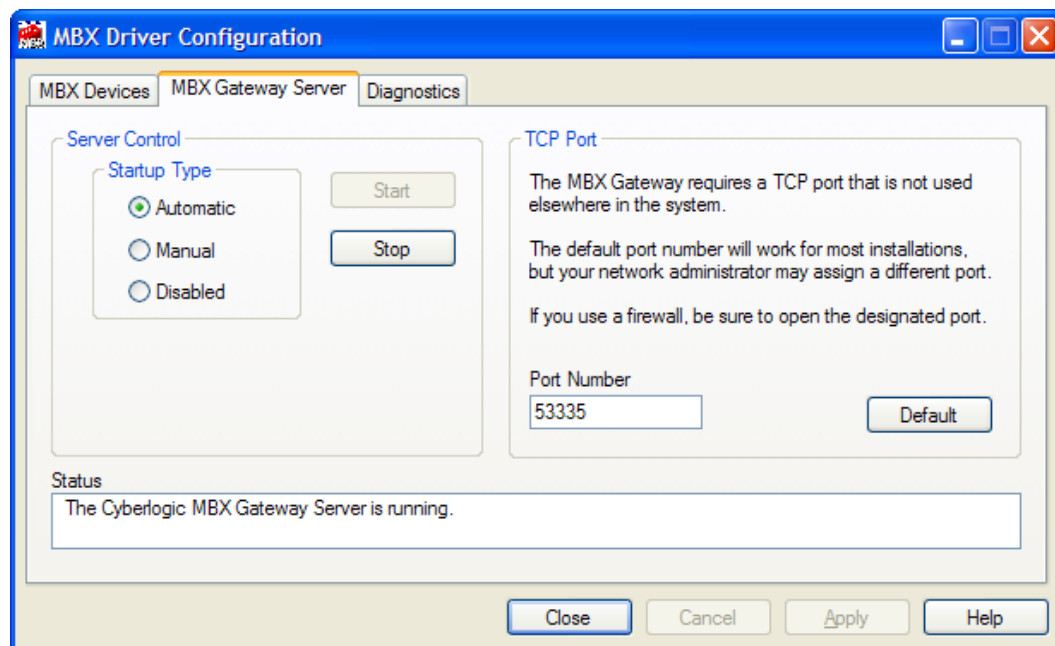 MBX Driver Configuration
MBX Devices
MBX Gateway Server
Diagnostics
Server Control
Startup Type
Automatic
Manual
Disabled
Start
Stop
TCP Port
The MBX Gateway requires a TCP port that is not used
elsewhere in the system.
The default port number will work for most installations,
but your network administrator may assign a different port.
If you use a firewall, be sure to open the designated port.
Port Number
53335
Default
Status
The Cyberlogic MBX Gateway Server is running.
Close
Cancel
Apply
Help